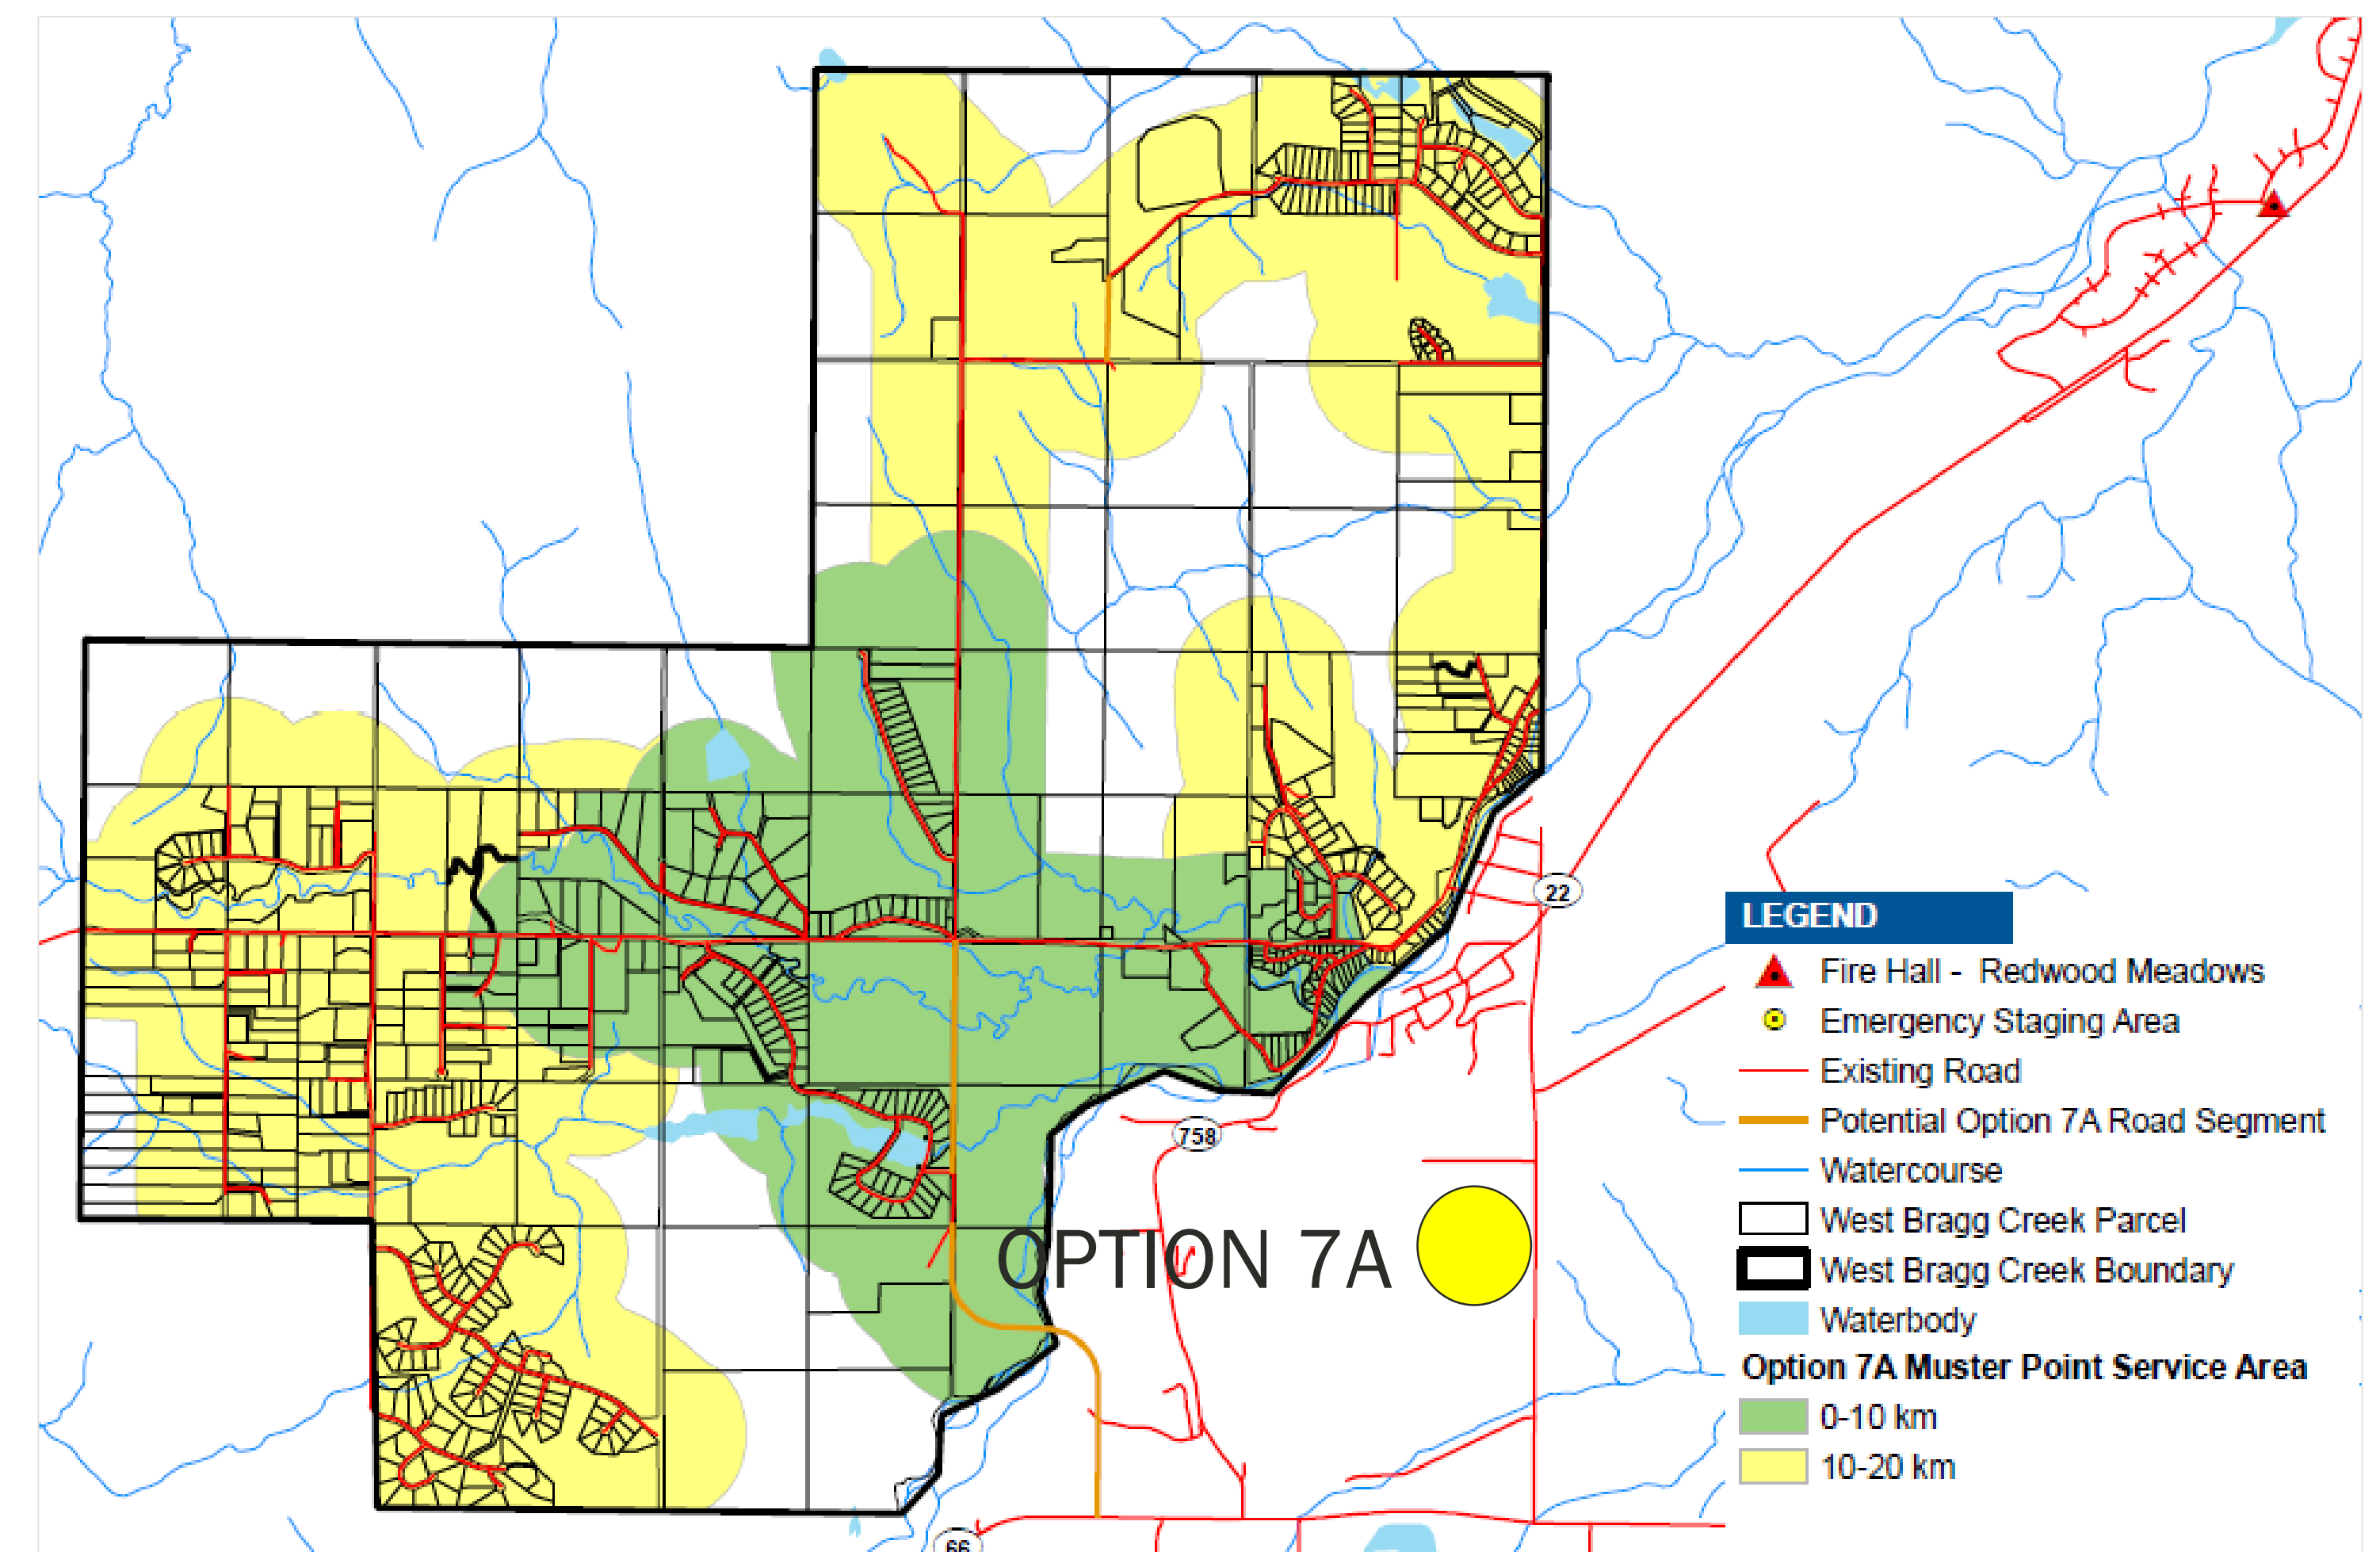 22
LEGEND
Fire Hall - Redwood Meadows
Emergency Staging Area
Existing Road
758
Potential Option 7A Road Segment
Watercourse
West Bragg Creek Parcel
OPTION 7A
West Bragg Creek Boundary
Waterbody
Option 7A Muster Point Service Area
0-10 km
10-20 km
66